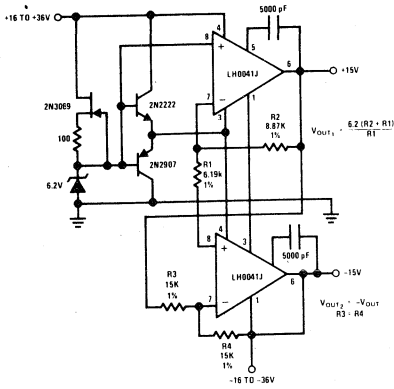 +16 TO +36V
5000 pF
4
5
8
+
LH0041J
6
+15V
2N3069
2N2222
7
−
3
1
R2
8.87K
1%
VOUT1 = 6.2 (R2 + R1)
R1
100
2N2907
R1
6.19k
1%
6.2V
4
3
8
+
LH0041J
5000 pF
6
−15V
R3
15K
1%
7
−
1
VOUT2 = −VOUT
R3 = R4
R4
15K
1%
−16 TO −36V